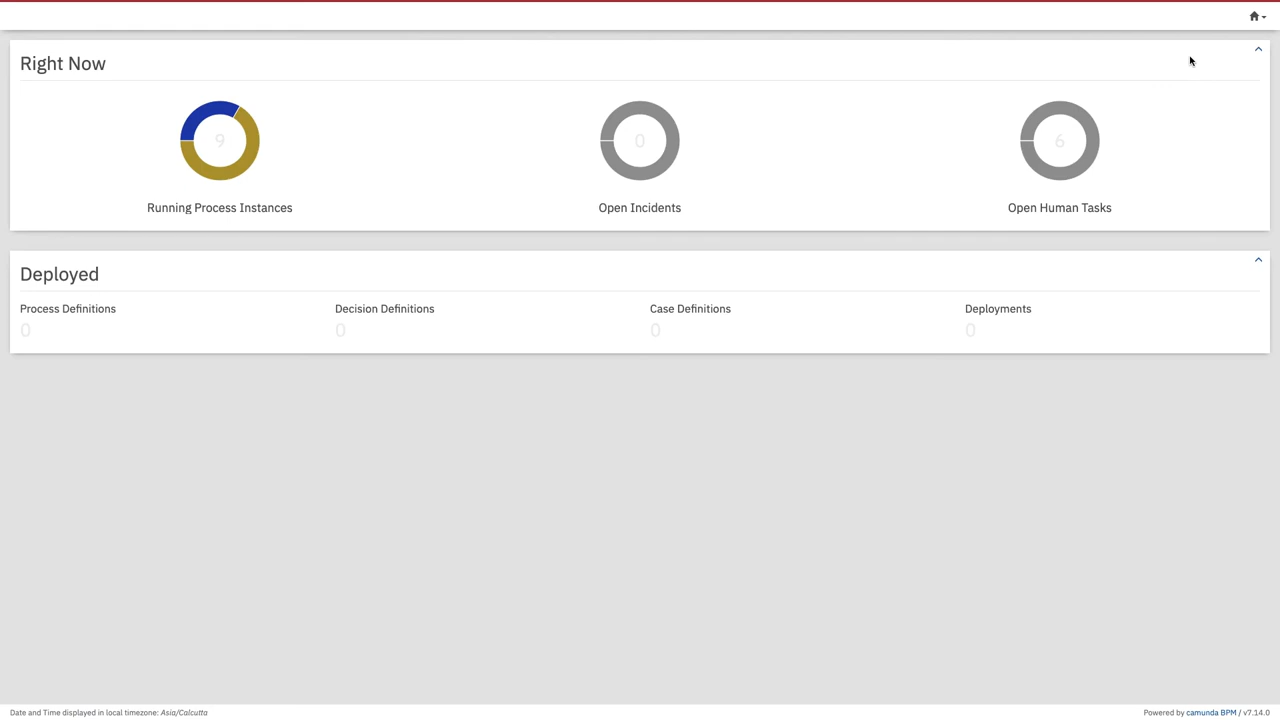 Right Now
9
0
6
Running Process Instances
Open Incidents
Open Human Tasks
Deployed
Process Definitions
Decision Definitions
Case Definitions
Deployments
0
0
0
0
Date and Time displayed in local timezone: Asia/Calcutta
Powered by camunda BPM / v7.14.0